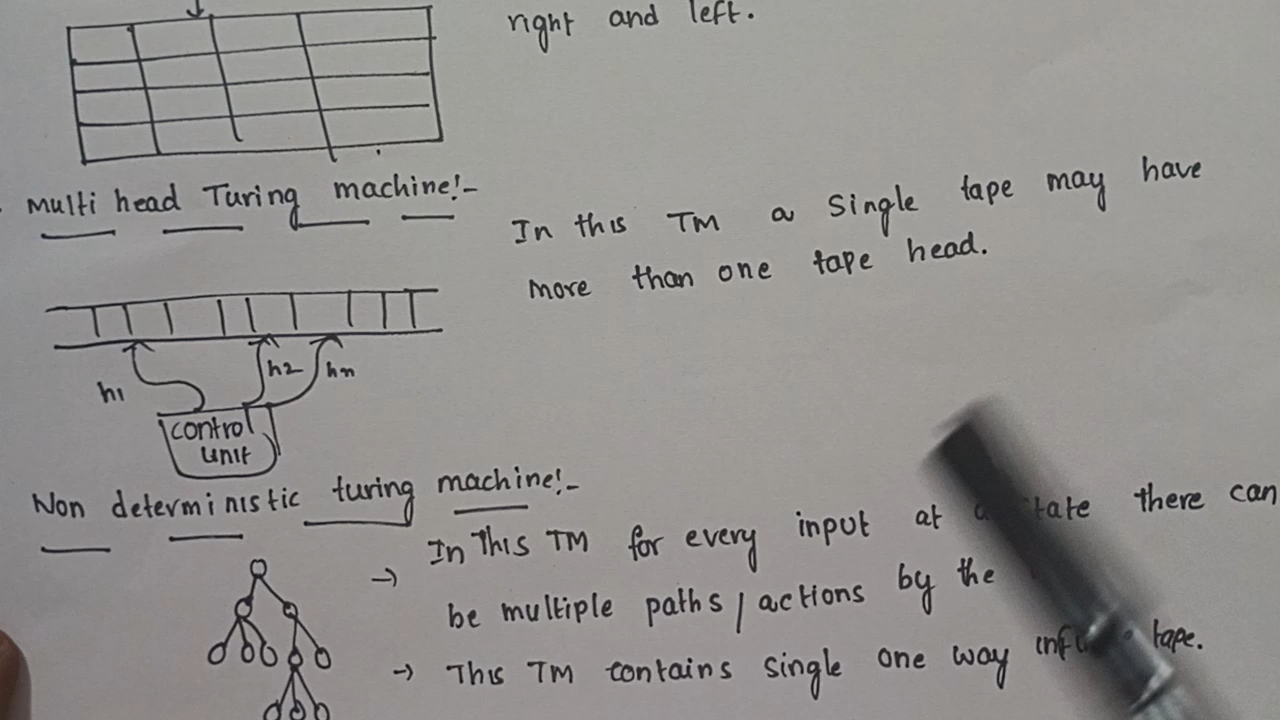 right and left.
Multi head Turing machine!-
In this TM a Single tape may have
more than one tape head.
h1
h2
hn
control
unit
Non deterministic turing machine!-
→ In This TM for every input at a state there can
be multiple paths / actions by the
→ This TM contains single one way tape.